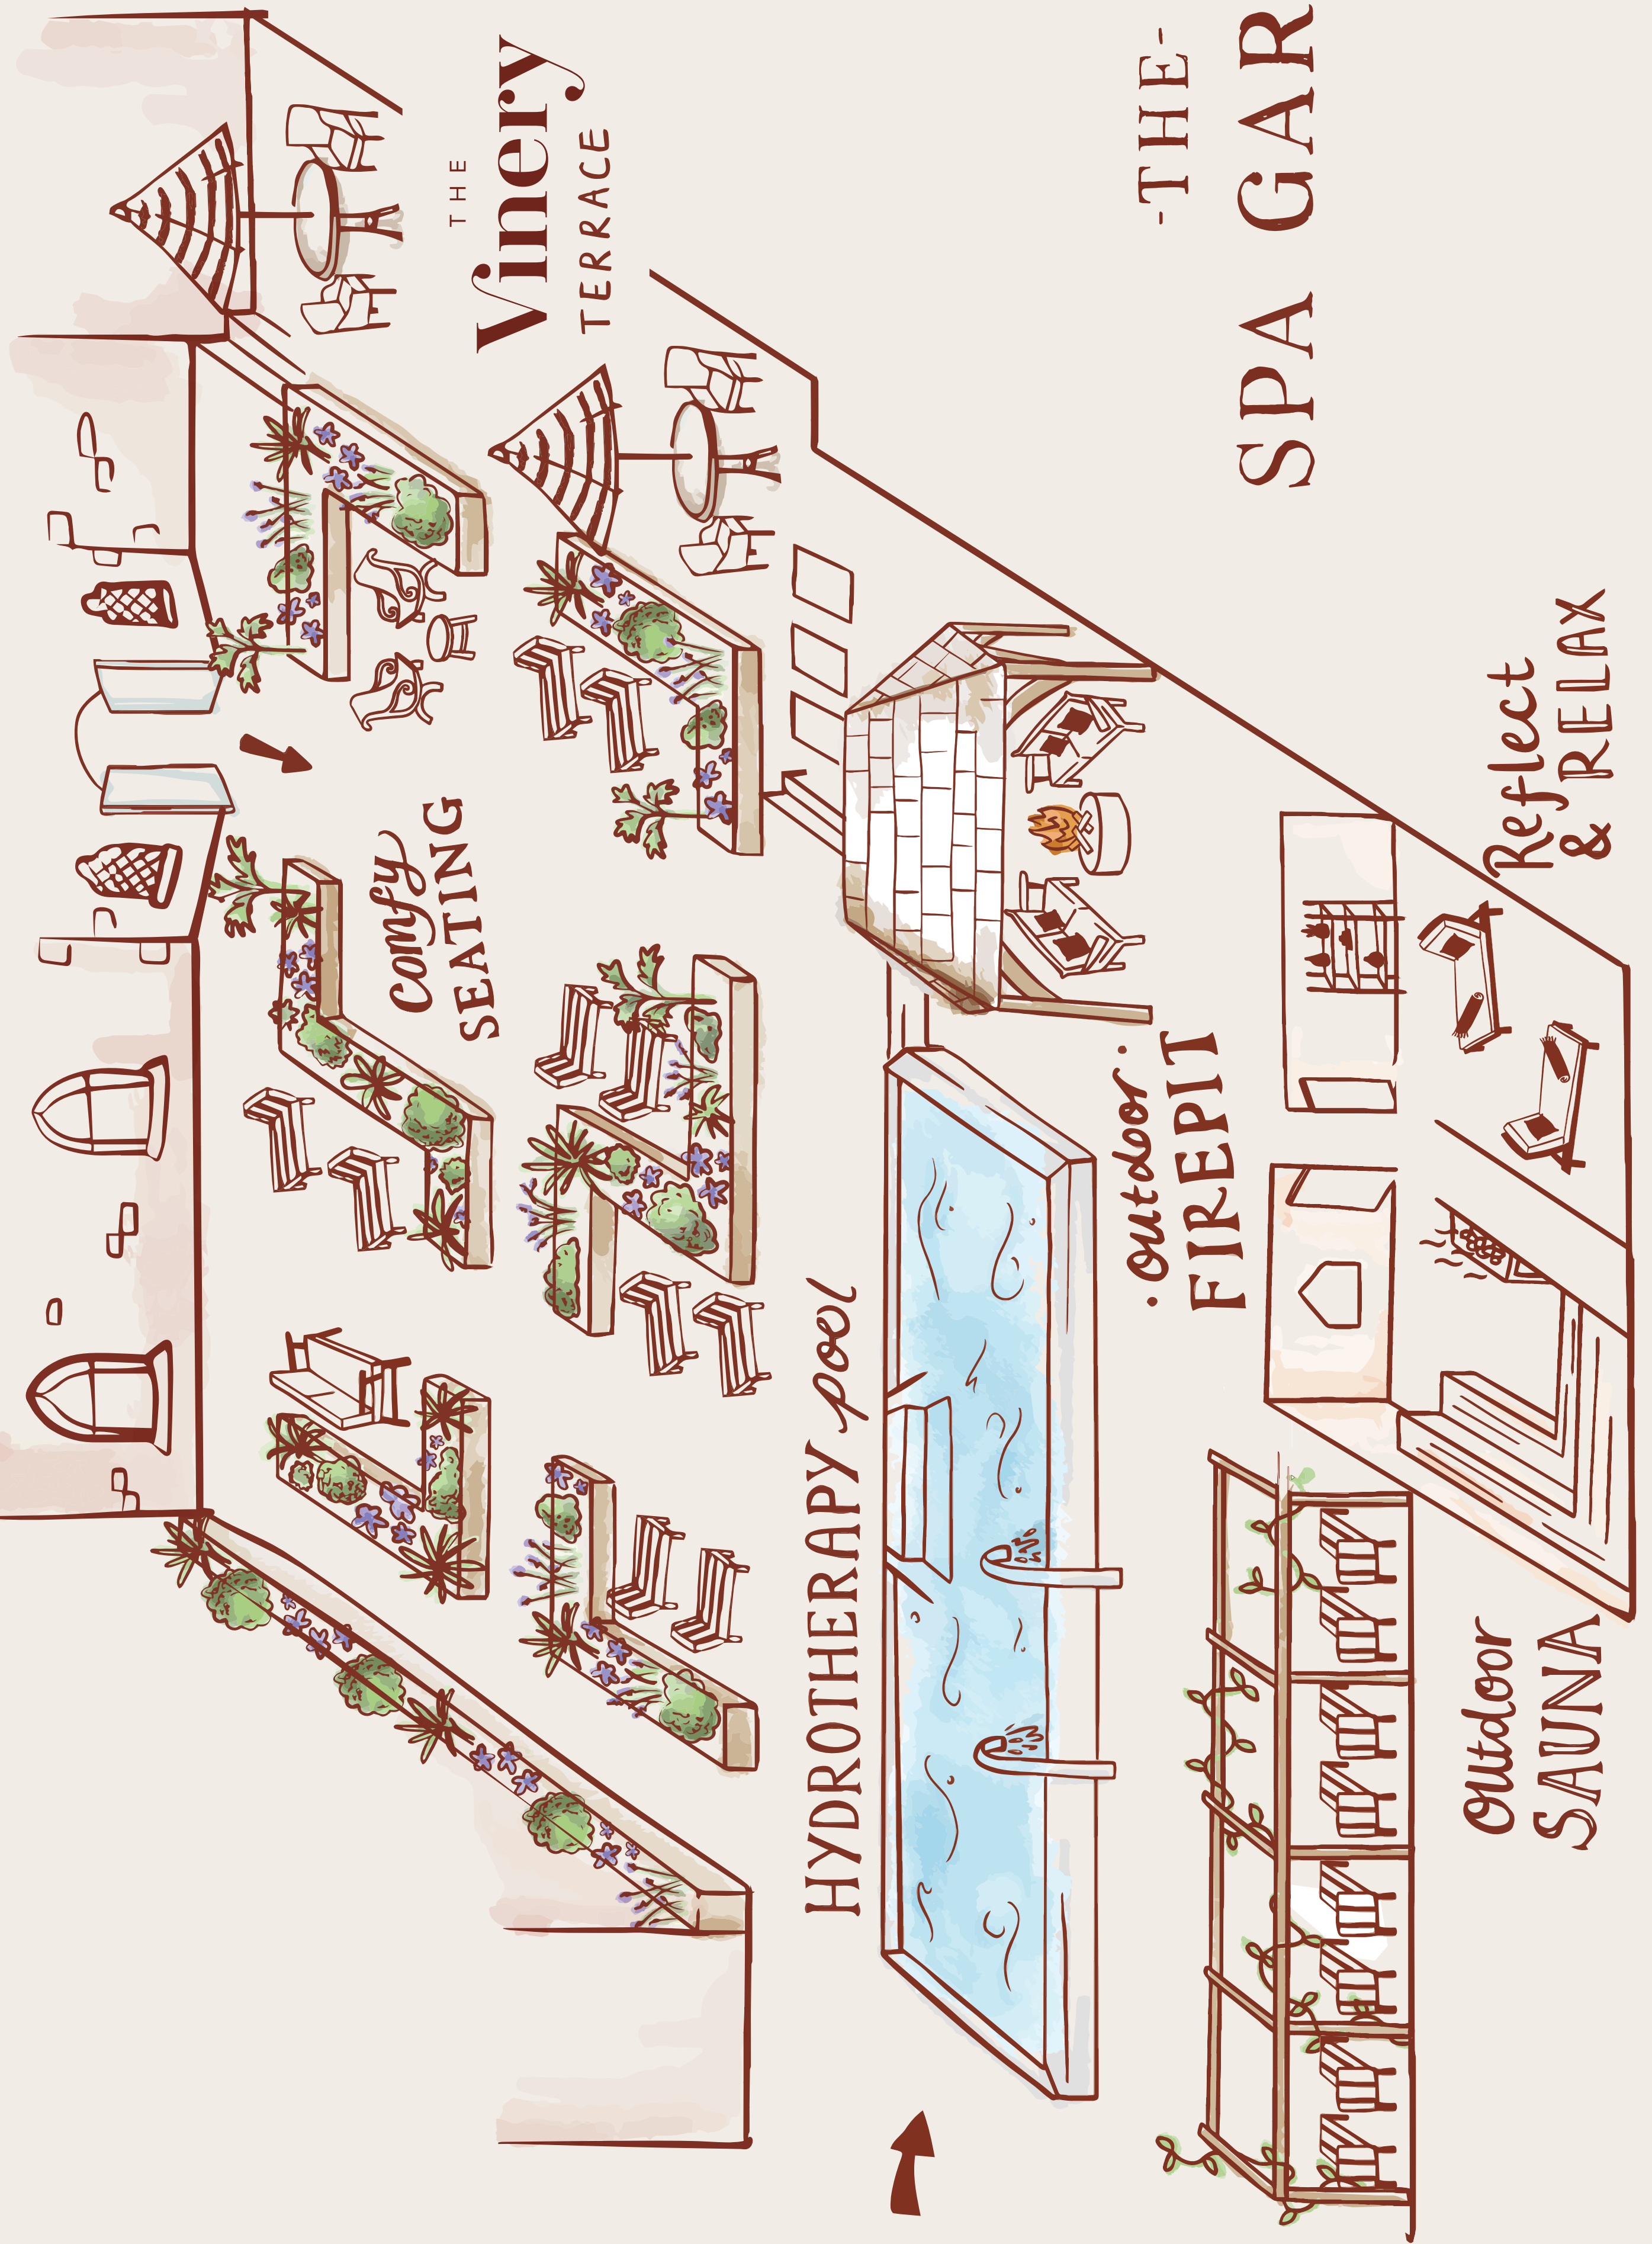 THE
Vinery
TERRACE
comfy
SEATING
HYDROTHERAPY pool
·outdoor·
FIREPIT
-THE-
SPA GAR
Reflect
& RELAX
outdoor
SAUNA